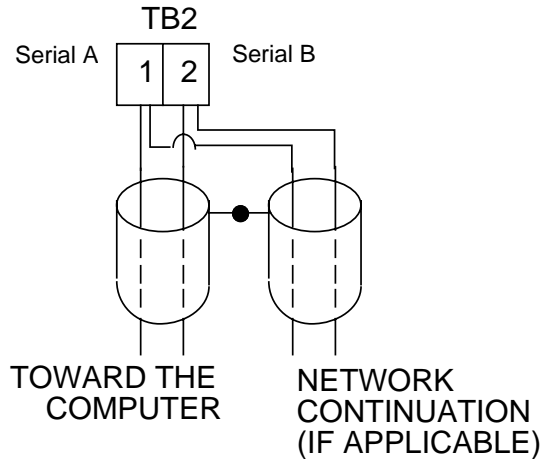 TB2
Serial A
1 2
Serial B
TOWARD THE
COMPUTER
NETWORK
CONTINUATION
(IF APPLICABLE)